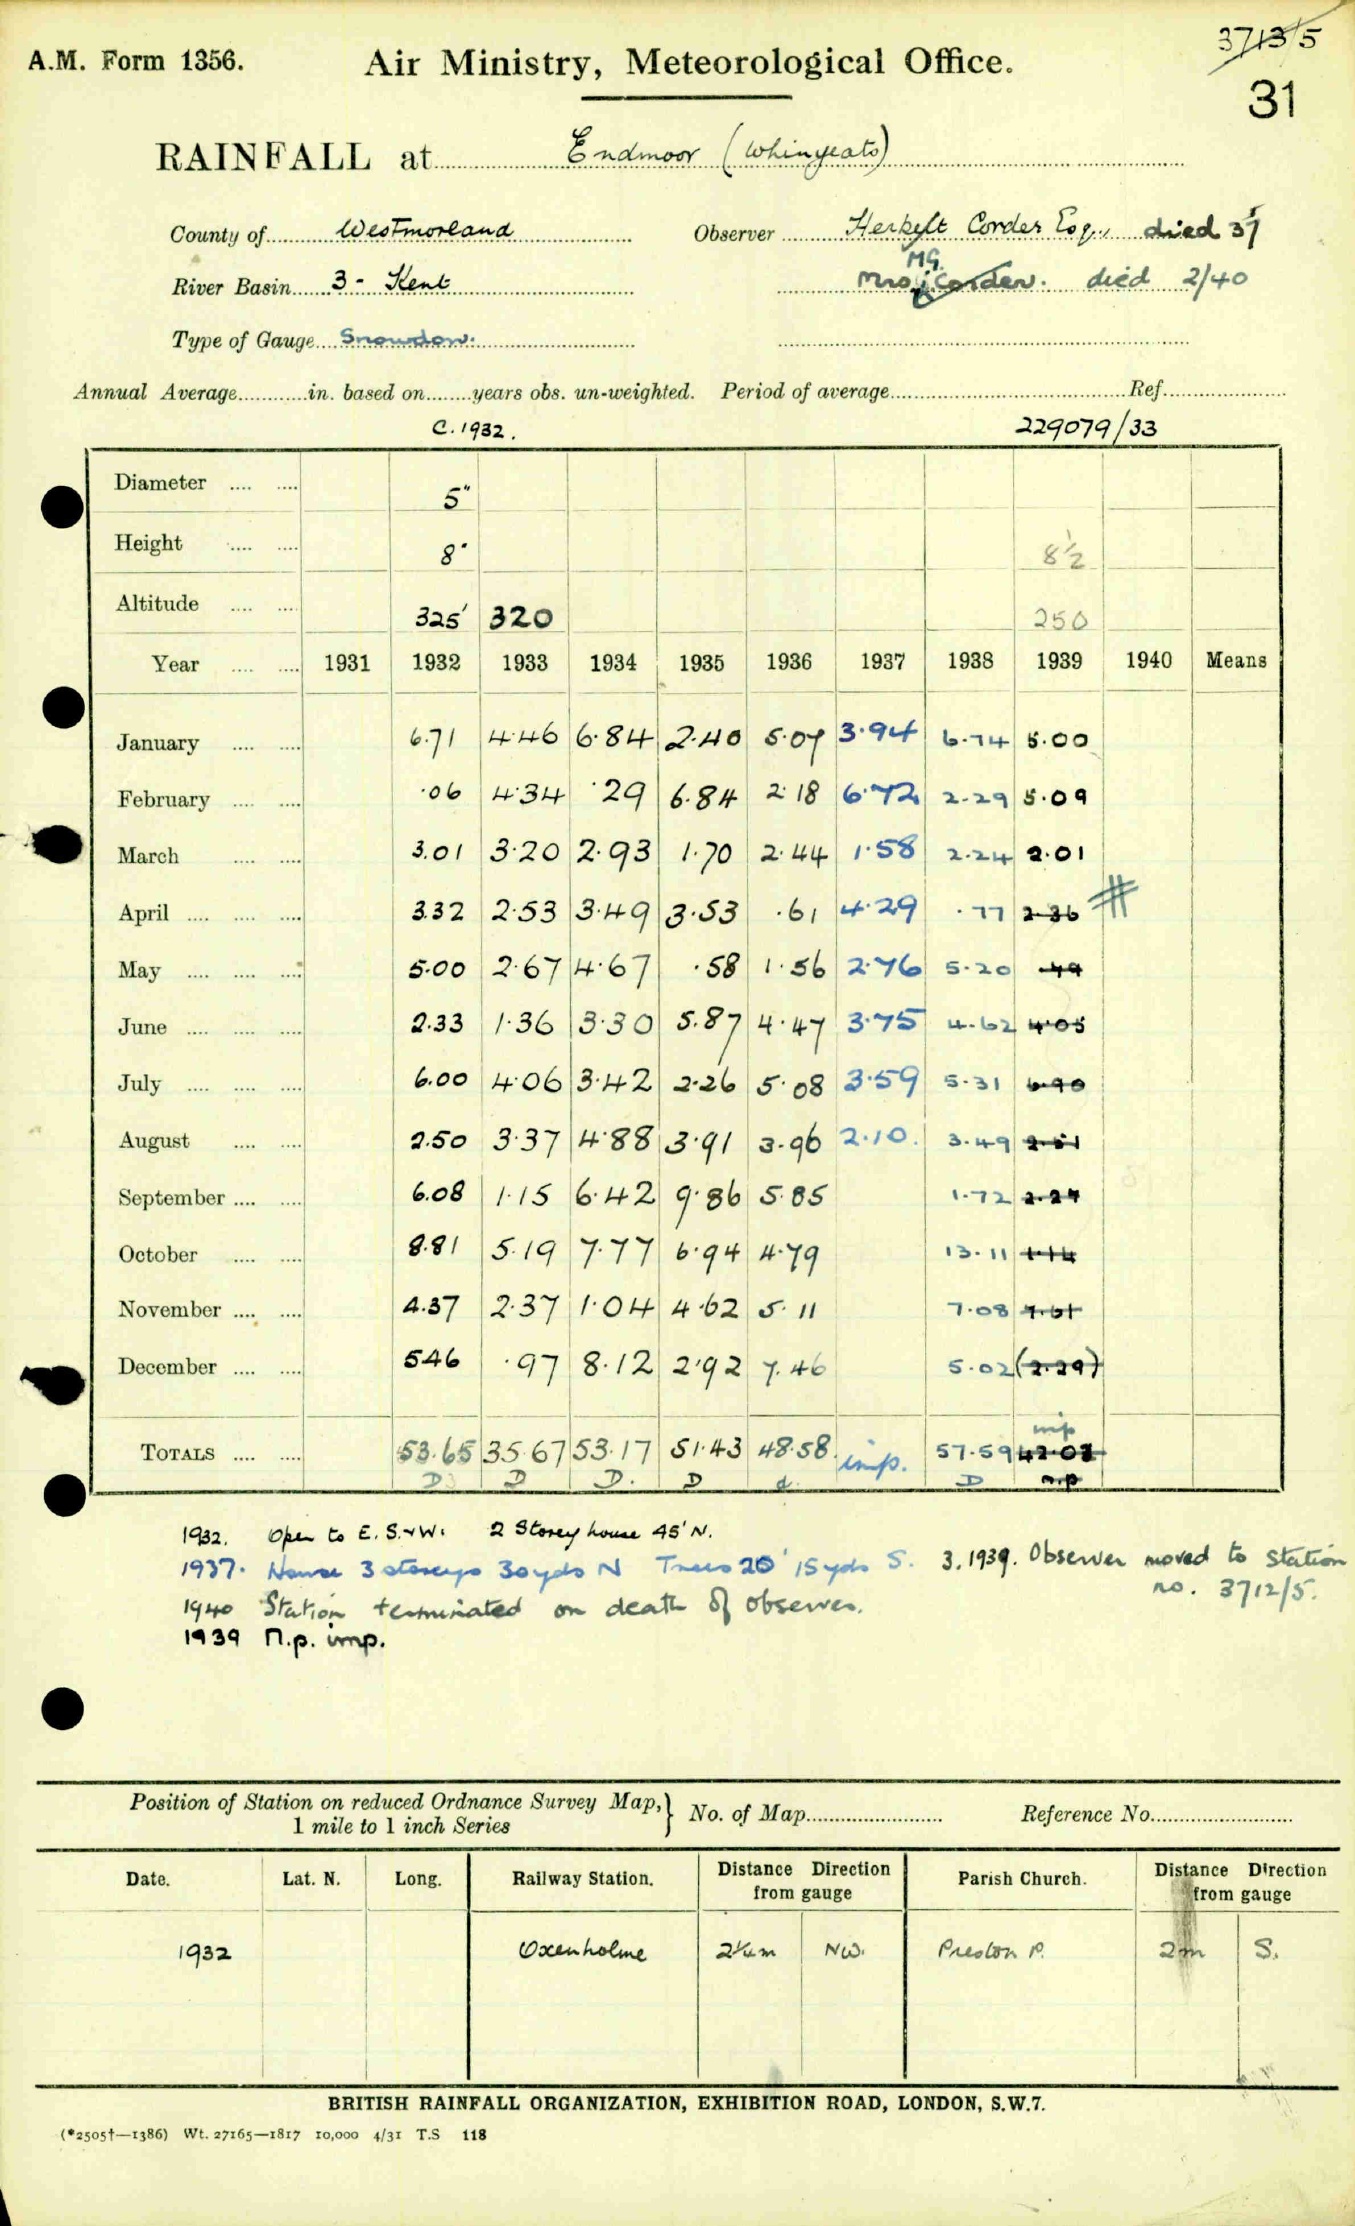 A.M. Form 1356.
Air Ministry, Meteorological Office.
3713/5
31
RAINFALL at Endmoor (Whinyeats)
County of Westmorland Observer Corder Esq., died 37
River Basin 3 - Kent Mrs MG Corder. died 2/40
Type of Gauge Snowdon.
Annual Average in. based on years obs. un-weighted. Period of average Ref.
C. 1932. 229079/33
Diameter 5"
Height 8" 8½
Altitude 325' 320 250
Year 1931 1932 1933 1934 1935 1936 1937 1938 1939 1940 Means
January 6.71 4.46 6.84 2.40 5.07 3.94 6.74 5.00
February .06 4.34 .29 6.84 2.18 6.72 2.29 5.09
March 3.01 3.20 2.93 1.70 2.44 1.58 2.24 2.01
April 3.32 2.53 3.49 3.53 .61 4.29 .77 2.36 #
May 5.00 2.67 4.67 .58 1.56 2.76 5.20 .49
June 2.33 1.36 3.30 5.87 4.47 3.75 4.62 4.05
July 6.00 4.06 3.42 2.26 5.08 3.59 5.31 6.90
August 2.50 3.37 4.88 3.91 3.96 2.10. 3.49
September 6.08 1.15 6.42 9.86 5.85 1.72 2.24
October 8.81 5.19 7.77 6.94 4.79 13.11 1.14
November 4.37 2.37 1.04 4.62 5.11 7.08 7.61
December 5.46 .97 8.12 2.92 7.46 5.02 (2.29)
imp
TOTALS 53.65 35.67 53.17 51.43 48.58 imp. 57.59
D D D. D d. D n.p
1932. Open to E. S. & W. 2 Storey house 45' N.
1937. House 3 storeys 30 yds N Trees 20' 15 yds S. 3.1939. Observer moved to station
no. 3712/5.
1940 Station terminated on death of observer.
1939 n.p. imp.
Position of Station on reduced Ordnance Survey Map,
1 mile to 1 inch Series
No. of Map Reference No.
Date. Lat. N. Long. Railway Station. Distance Direction from gauge Parish Church. Distance Direction from gauge
1932 Oxenholme 2¼m NW. Preston P. 2m S.
BRITISH RAINFALL ORGANIZATION, EXHIBITION ROAD, LONDON, S.W.7.
(*2505†—1386) Wt. 27165—1817 10,000 4/31 T.S 118